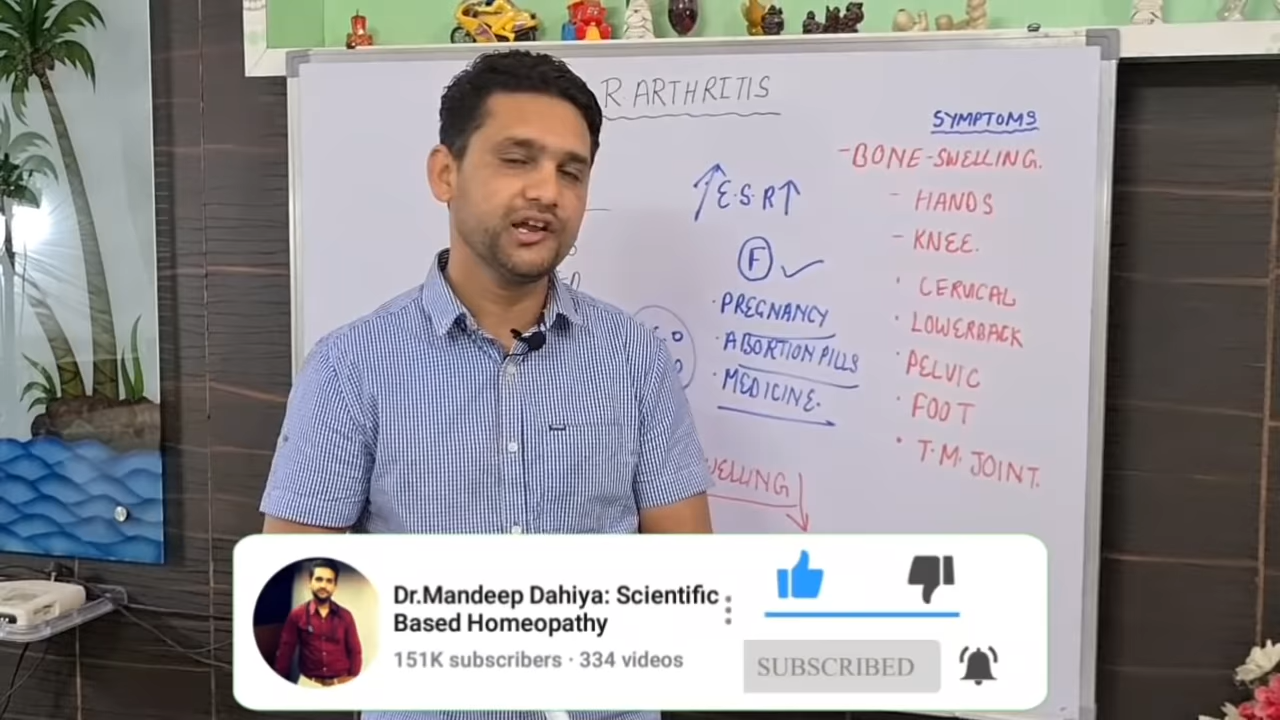 R. ARTHRITIS
SYMPTOMS
- BONE-SWELLING.
- HANDS
- KNEE.
· CERVICAL
· LOWERBACK
· PELVIC
· FOOT
· T.M. JOINT.
↑E.S.R↑
F ✓
· PREGNANCY
· ABORTION PILLS
· MEDICINE.
Dr.Mandeep Dahiya: Scientific
Based Homeopathy
151K subscribers · 334 videos
SUBSCRIBED